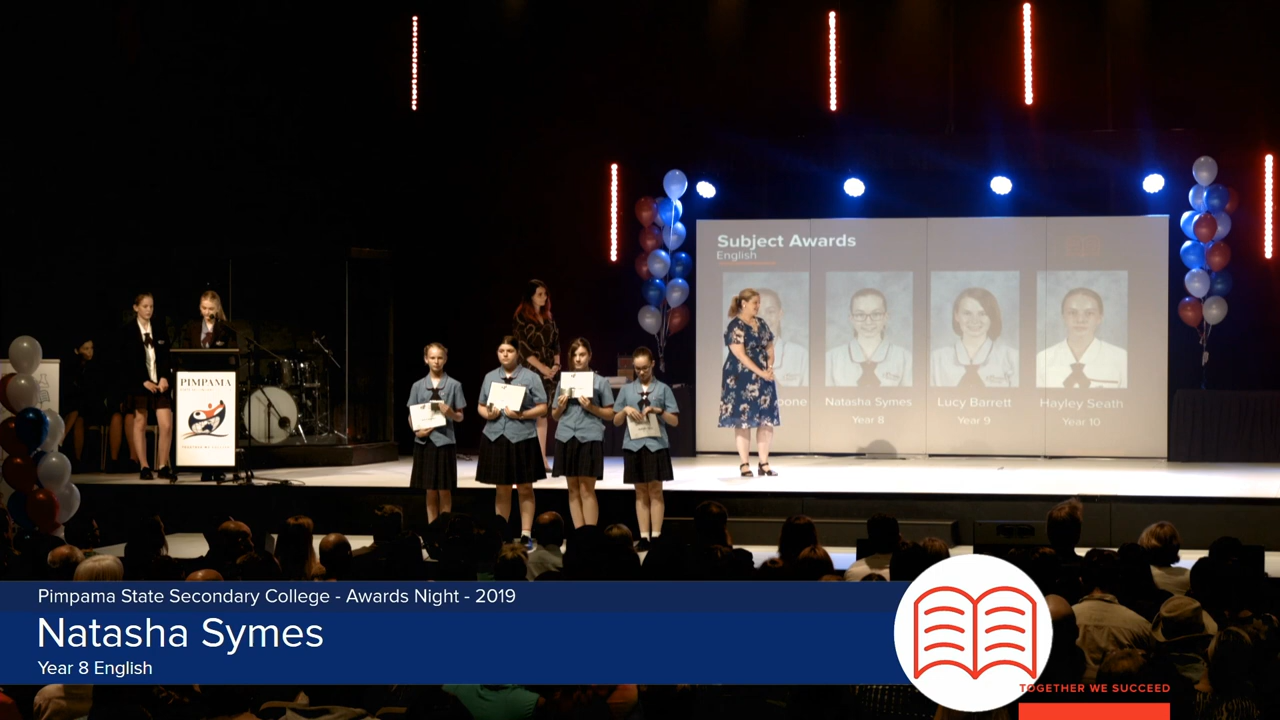 Subject Awards
English
Natasha Symes
Year 8
Lucy Barrett
Year 9
Hayley Seath
Year 10
PIMPAMA
Pimpama State Secondary College - Awards Night - 2019
Natasha Symes
Year 8 English
TOGETHER WE SUCCEED